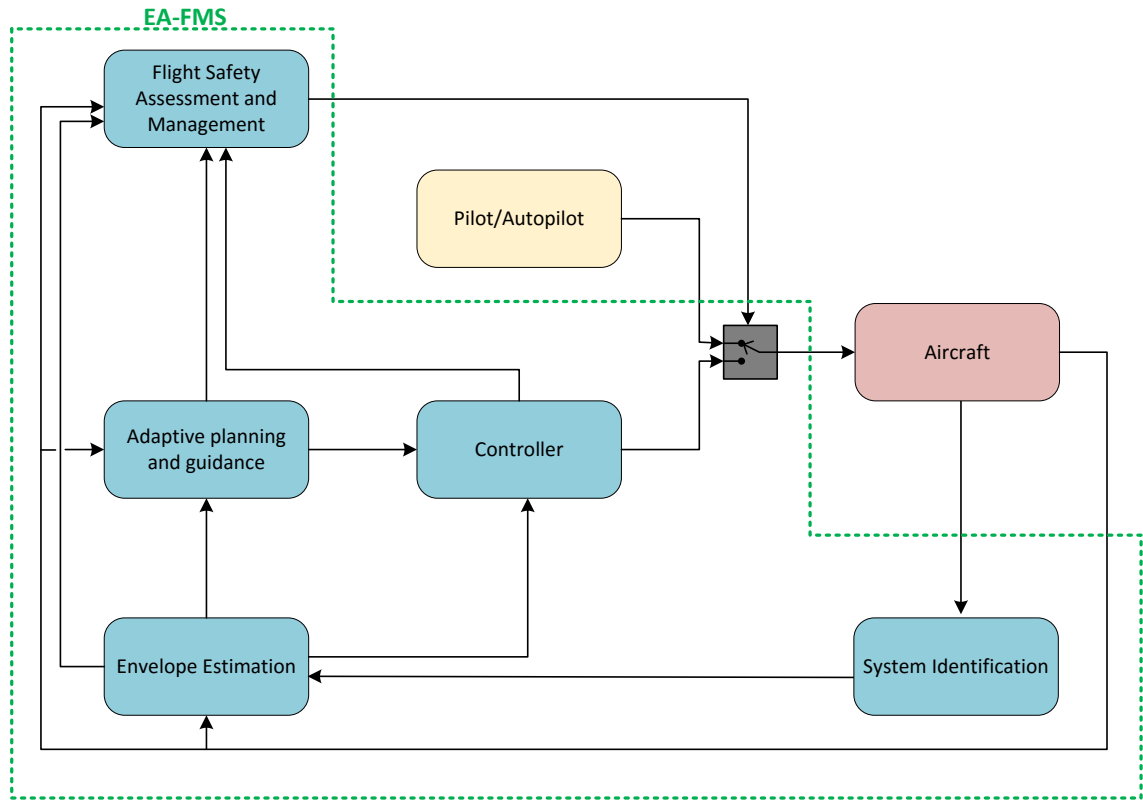 EA-FMS
Flight Safety
Assessment and
Management
Pilot/Autopilot
Aircraft
Adaptive planning
and guidance
Controller
Envelope Estimation
System Identification